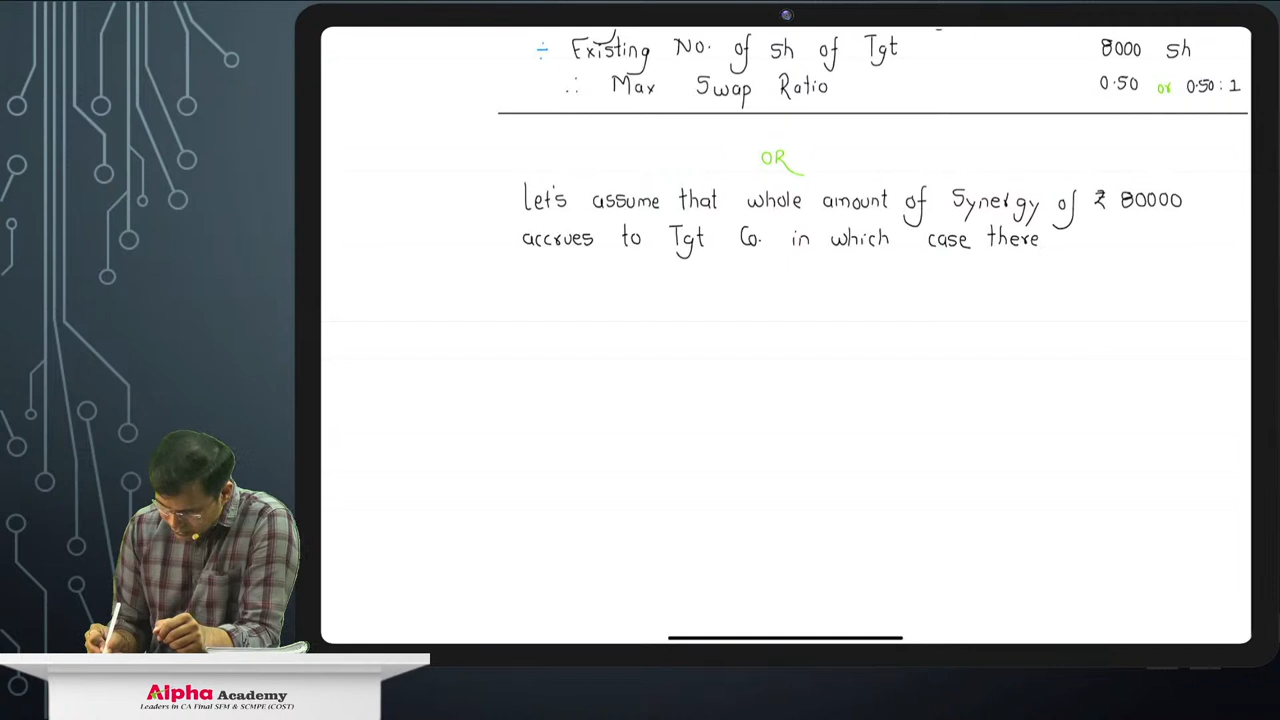 ÷ Existing No. of sh of Tgt 8000 sh
∴ Max Swap Ratio 0.50 or 0.50 : 1
OR
Let's assume that whole amount of Synergy of ₹ 80000
accrues to Tgt Co. in which case there
Alpha Academy
Leaders in CA Final SFM & SCMPE (COST)